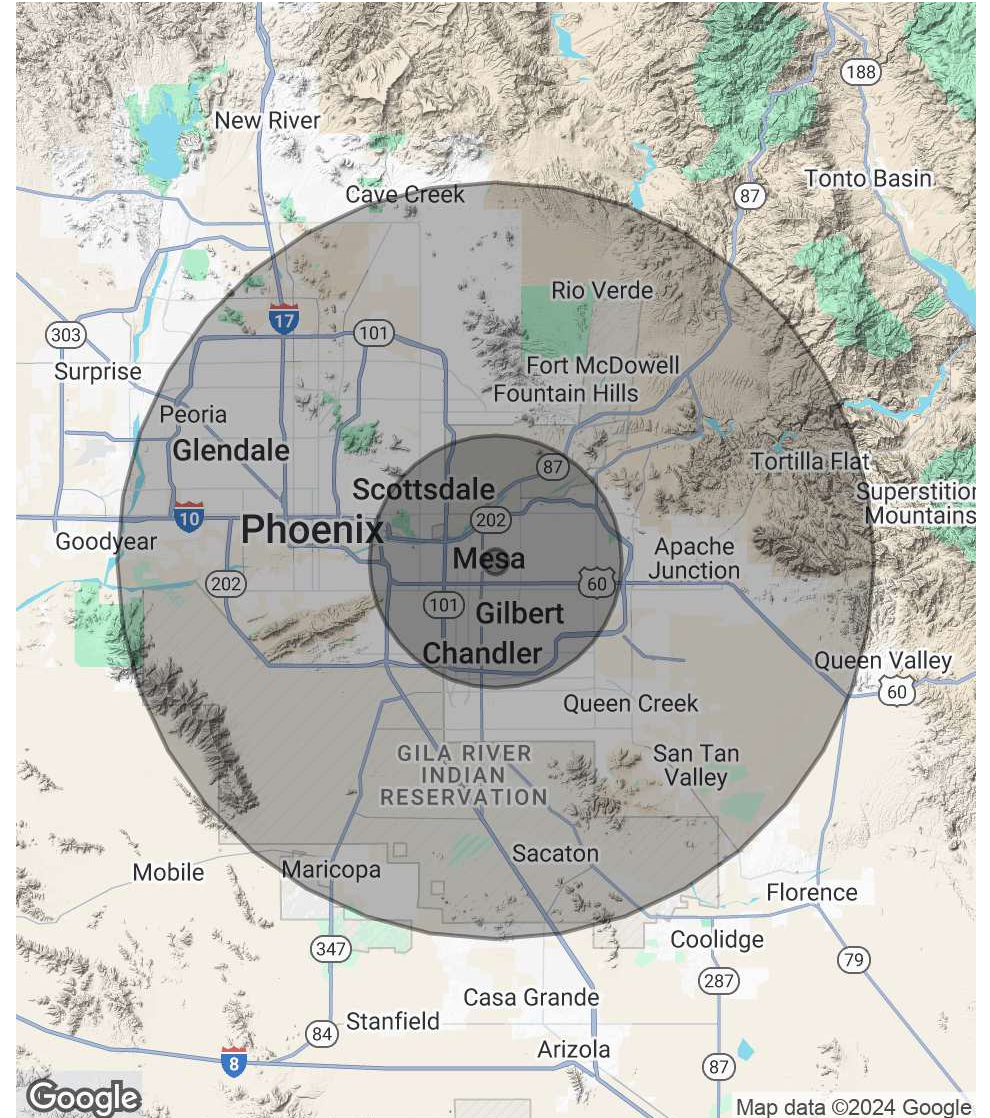 188
New River
Tonto Basin
Cave Creek
87
Rio Verde
17
303
101
Surprise
Fort McDowell
Fountain Hills
Peoria
Glendale
Tortilla Flat
87
Scottsdale
Superstition
Mountains
10
202
Phoenix
Goodyear
Mesa
Apache
Junction
202
60
101
Gilbert
Chandler
Queen Valley
60
Queen Creek
GILA RIVER
INDIAN
RESERVATION
San Tan
Valley
Sacaton
Mobile
Maricopa
Florence
Coolidge
347
79
287
Casa Grande
Stanfield
84
Arizola
8
87
Google
Map data ©2024 Google